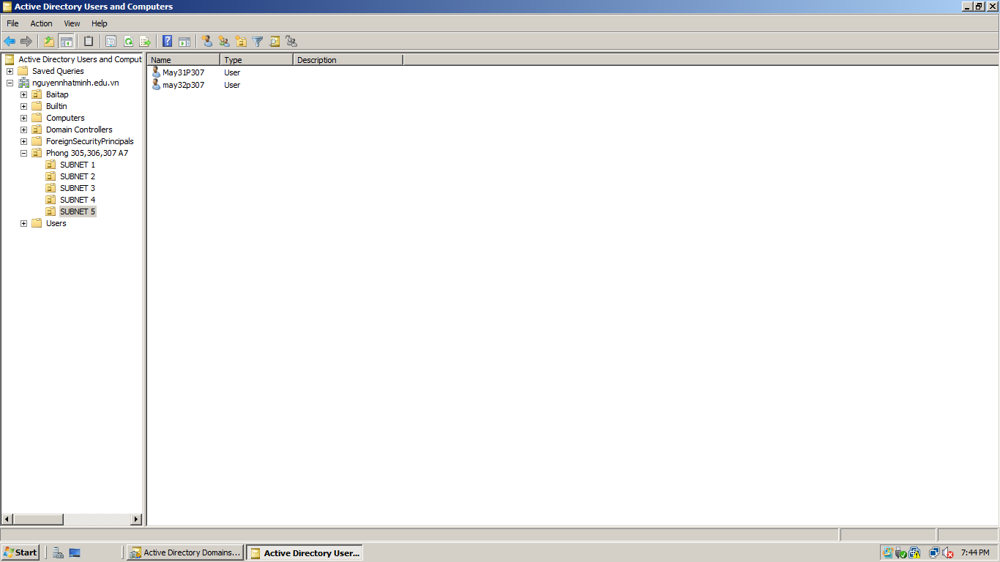 Active Directory Users and Computers
File Action View Help
Active Directory Users and Comput
Saved Queries
nguyennhatminh.edu.vn
Baitap
Builtin
Computers
Domain Controllers
ForeignSecurityPrincipals
Phong 305,306,307 A7
SUBNET 1
SUBNET 2
SUBNET 3
SUBNET 4
SUBNET 5
Users
Name Type Description
May31P307 User
may32p307 User
Start
Active Directory Domains...
Active Directory User...
7:44 PM